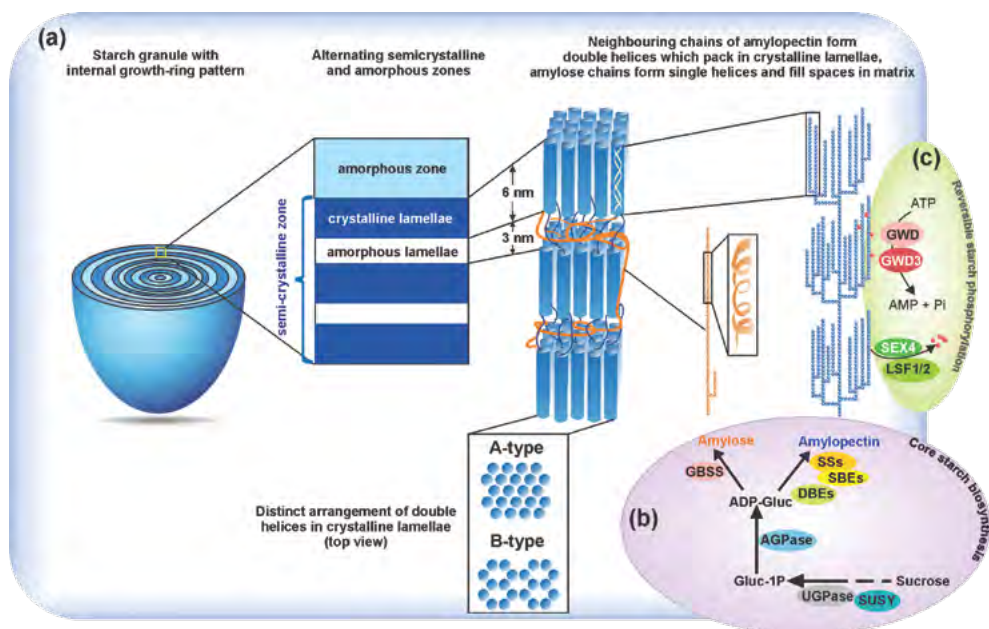 (a)
Starch granule with
internal growth-ring pattern
Alternating semicrystalline
and amorphous zones
Neighbouring chains of amylopectin form
double helices which pack in crystalline lamellae,
amylose chains form single helices and fill spaces in matrix
amorphous zone
crystalline lamellae
amorphous lamellae
semi-crystalline zone
6 nm
3 nm
(c)
Reversible starch phosphorylation
ATP
GWD
GWD3
AMP + Pi
SEX4
LSF1/2
A-type
B-type
Distinct arrangement of double
helices in crystalline lamellae
(top view)
(b)
Core starch biosynthesis
Amylose
Amylopectin
GBSS
SSs
SBEs
DBEs
ADP-Gluc
AGPase
Gluc-1P
Sucrose
UGPase
SUSY